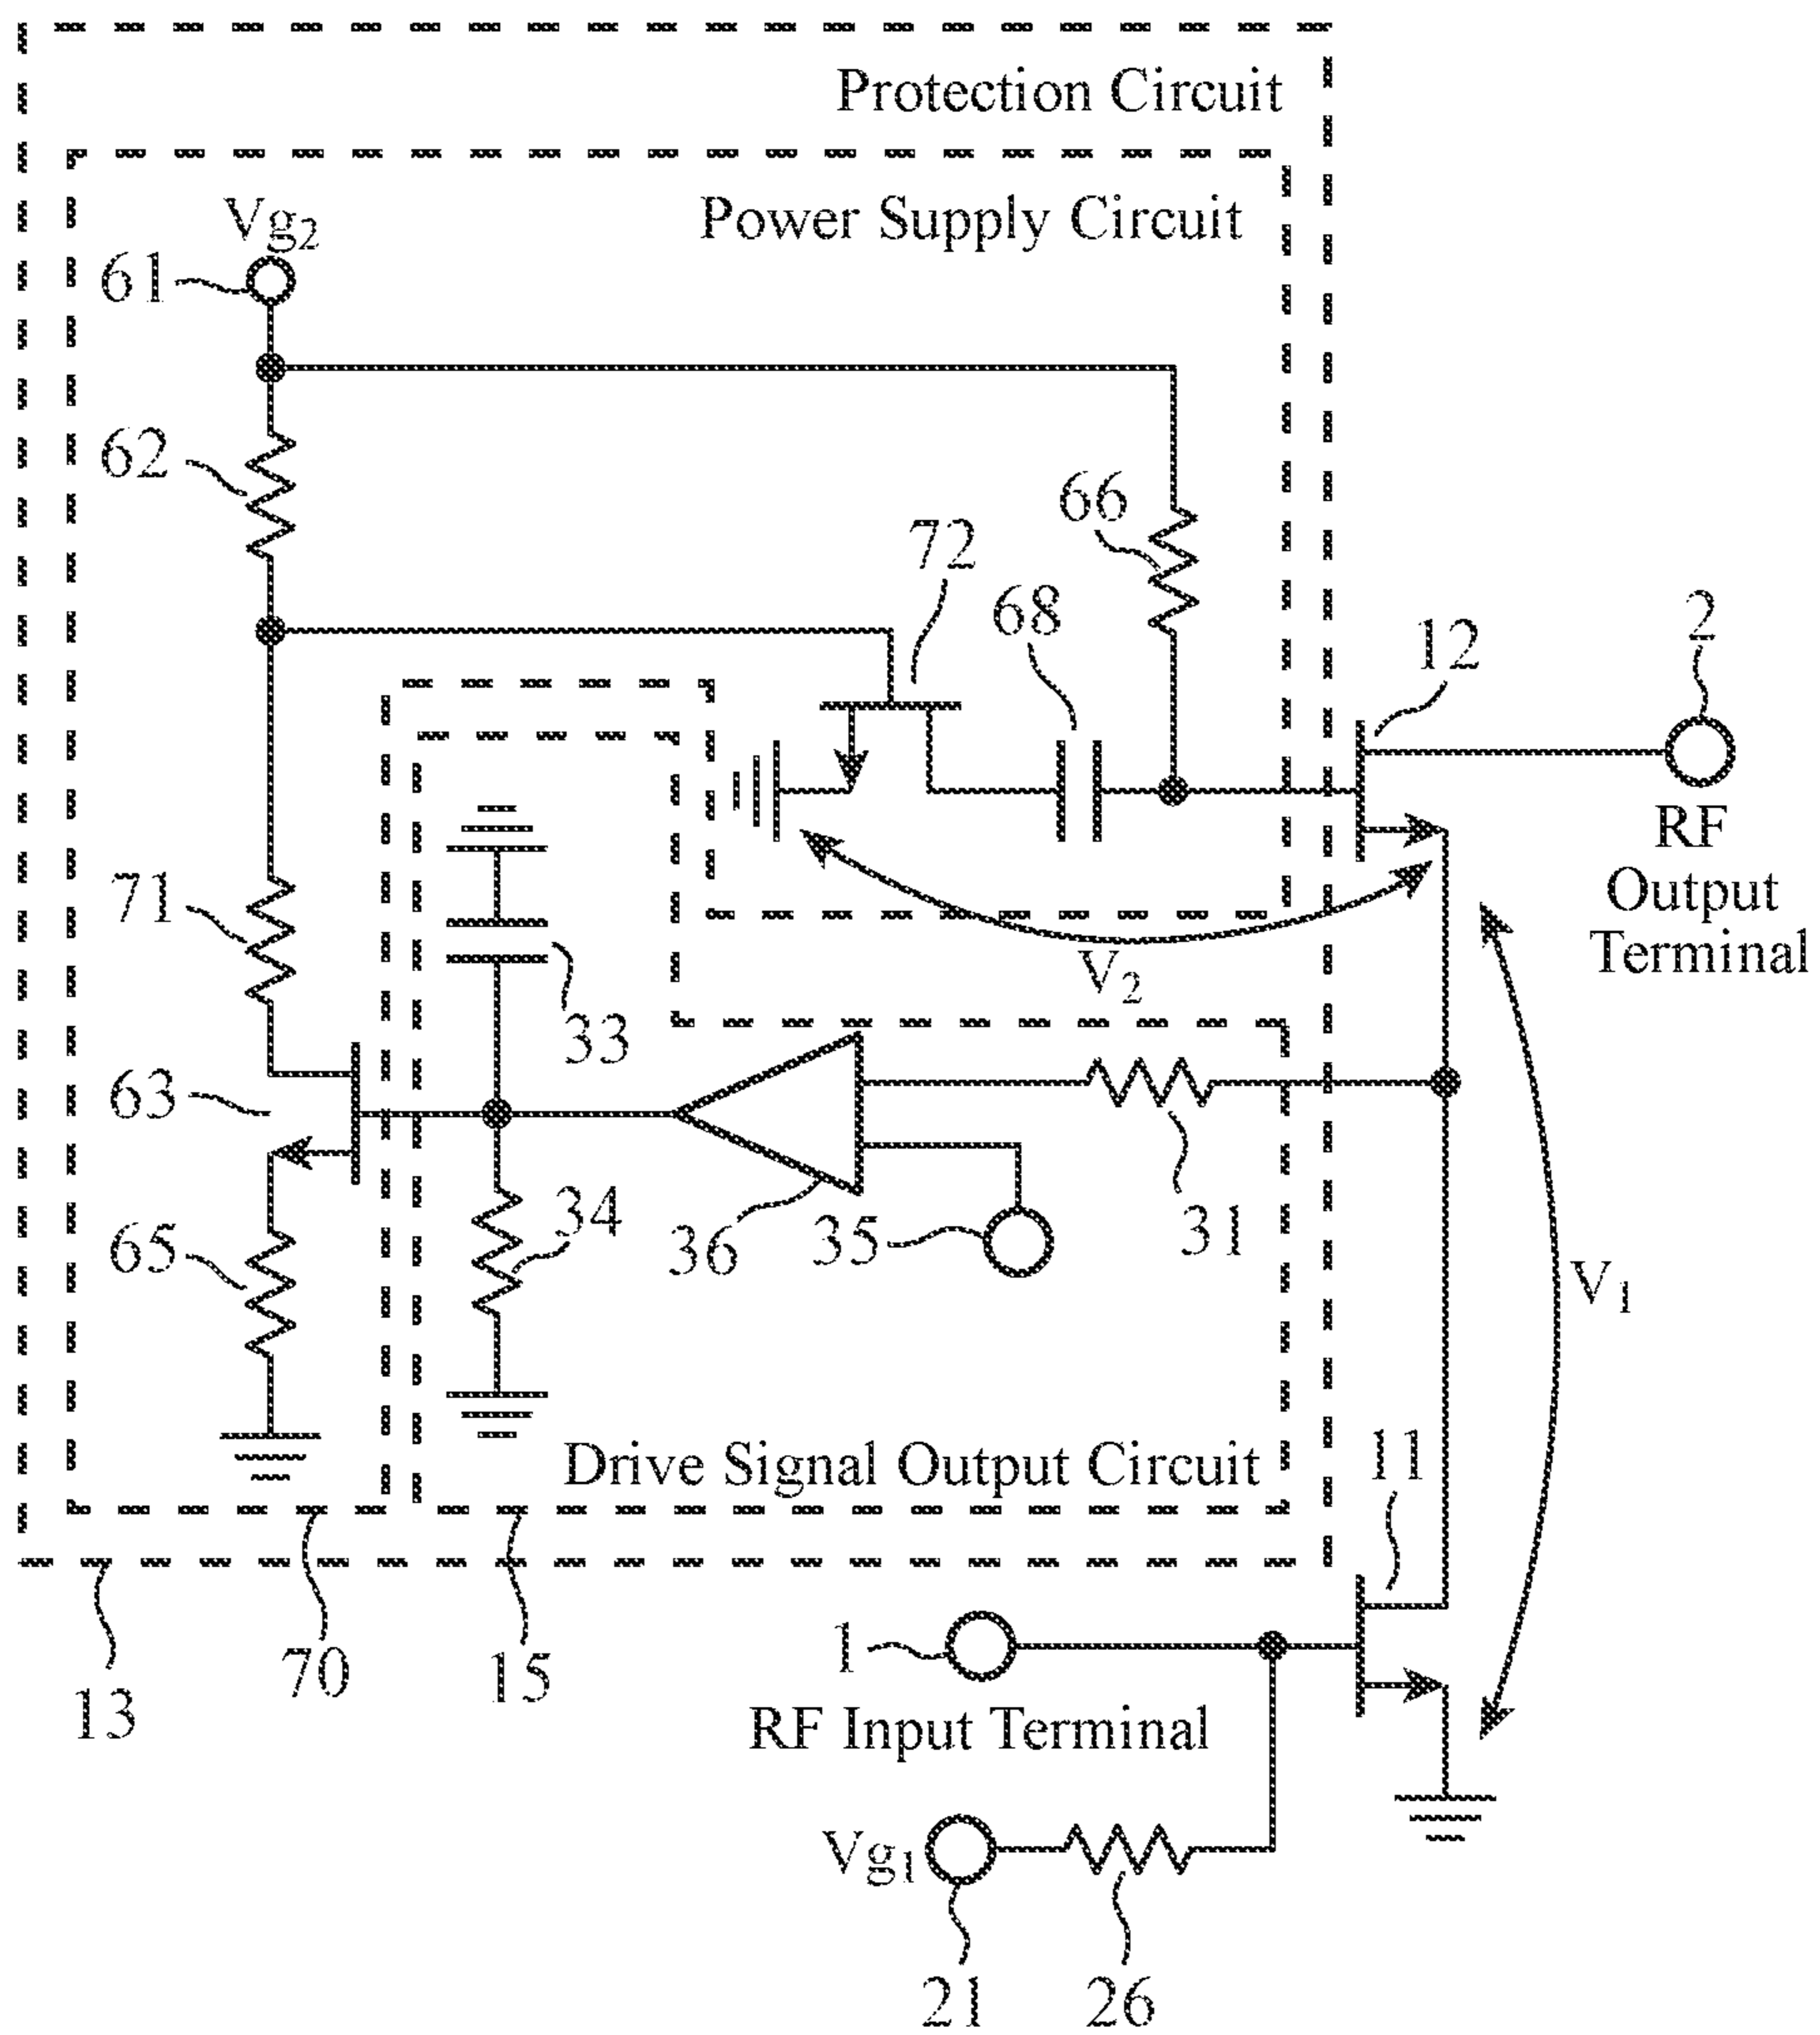 Protection Circuit
Power Supply Circuit
Vg2
61
62
66
72
68
2
12
RF
Output
Terminal
71
V2
33
63
34
36
35
31
65
V1
Drive Signal Output Circuit
11
1
70
15
13
RF Input Terminal
Vg1
21
26